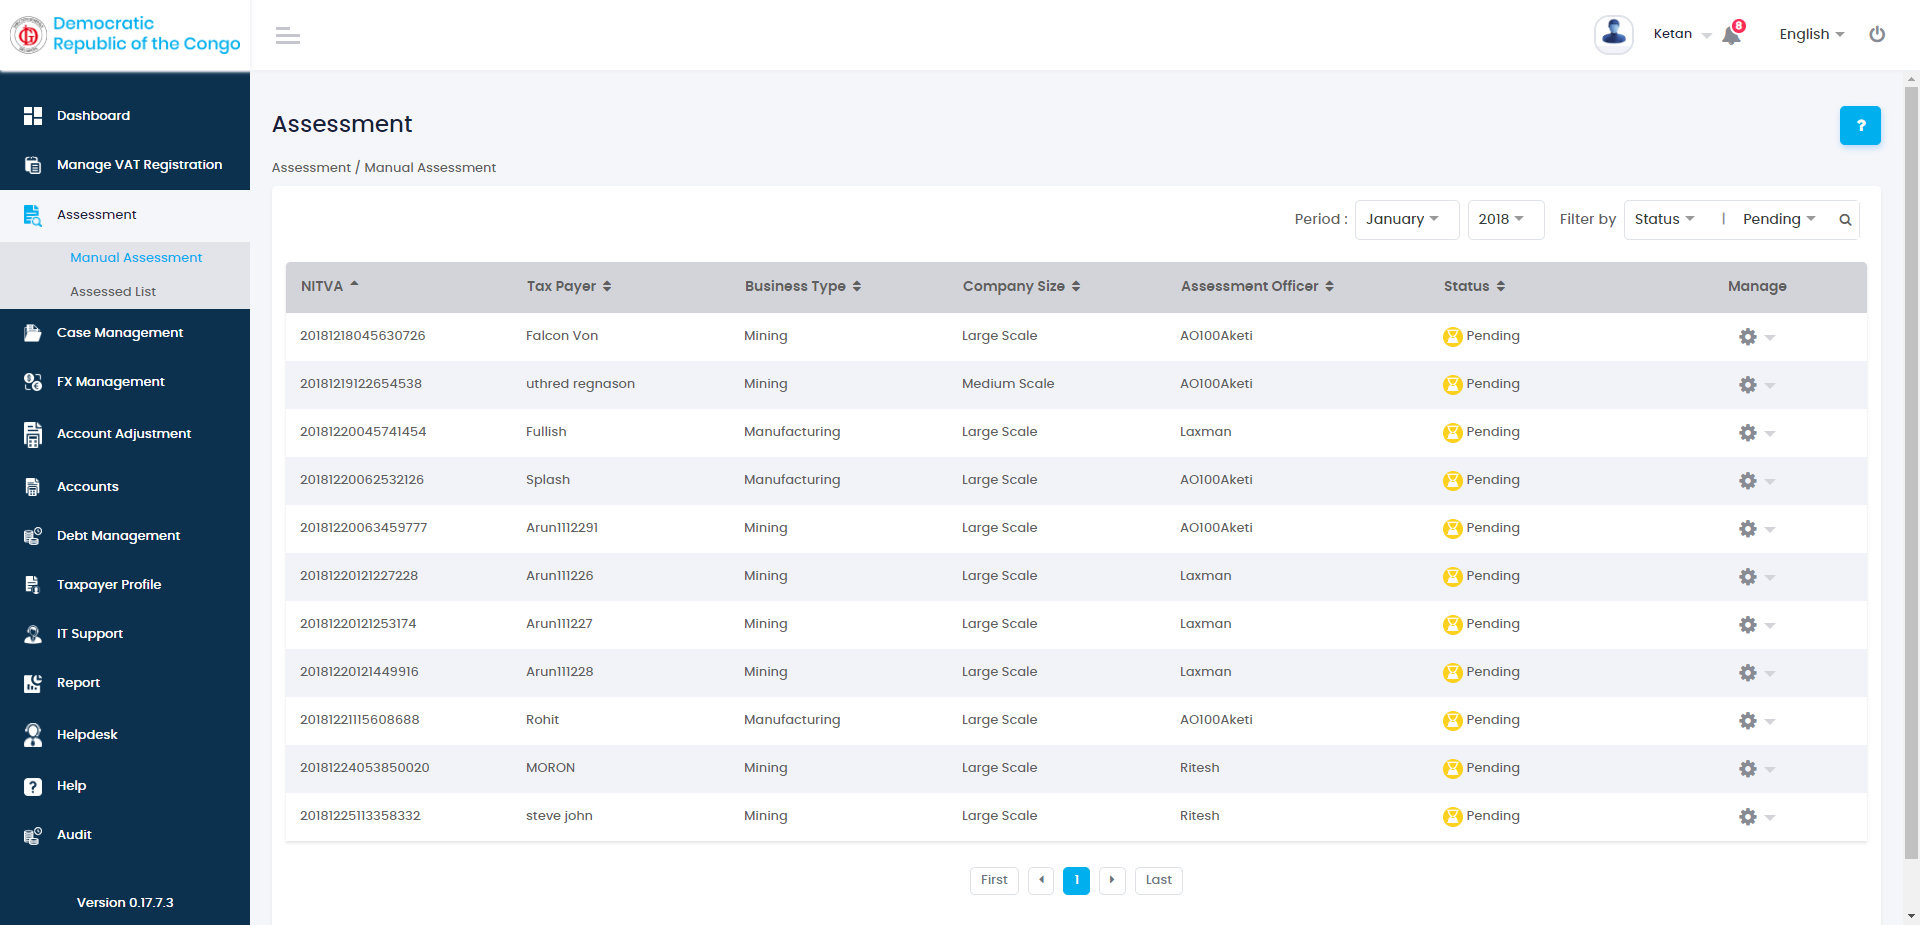 Democratic
Republic of the Congo
Ketan
8
English
Dashboard
Manage VAT Registration
Assessment
Manual Assessment
Assessed List
Case Management
FX Management
Account Adjustment
Accounts
Debt Management
Taxpayer Profile
IT Support
Report
Helpdesk
Help
Audit
Version 0.17.7.3
Assessment
?
Assessment / Manual Assessment
Period : January 2018 Filter by Status | Pending
NITVA Tax Payer Business Type Company Size Assessment Officer Status Manage
20181218045630726 Falcon Von Mining Large Scale AO100Aketi Pending
20181219122654538 uthred regnason Mining Medium Scale AO100Aketi Pending
20181220045741454 Fullish Manufacturing Large Scale Laxman Pending
20181220062532126 Splash Manufacturing Large Scale AO100Aketi Pending
20181220063459777 Arun1112291 Mining Large Scale AO100Aketi Pending
20181220121227228 Arun111226 Mining Large Scale Laxman Pending
20181220121253174 Arun111227 Mining Large Scale Laxman Pending
20181220121449916 Arun111228 Mining Large Scale Laxman Pending
20181221115608688 Rohit Manufacturing Large Scale AO100Aketi Pending
20181224053850020 MORON Mining Large Scale Ritesh Pending
20181225113358332 steve john Mining Large Scale Ritesh Pending
First 1 Last